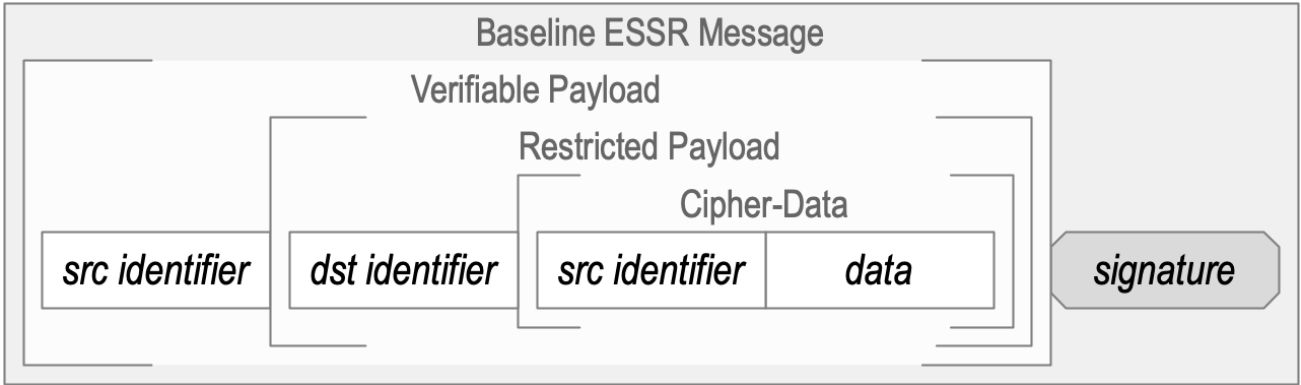 Baseline ESSR Message
Verifiable Payload
Restricted Payload
Cipher-Data
src identifier dst identifier src identifier data signature